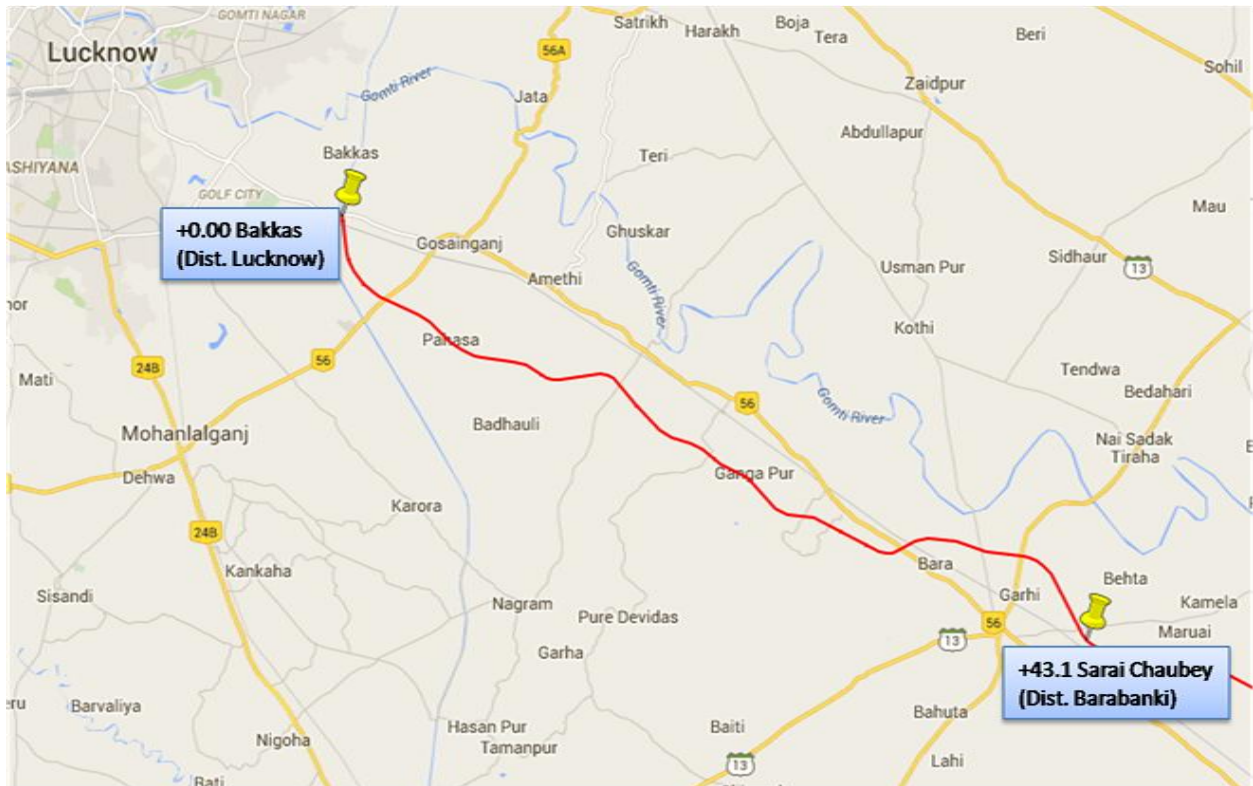 GOMTI NAGAR
Satrikh
Harakh
Boja
Tera
Beri
Lucknow
56A
Sohil
Zaidpur
Gomti River
Jata
Abdullapur
Bakkas
Teri
ASHIYANA
GOLF CITY
Mau
+0.00 Bakkas
(Dist. Lucknow)
Gosainganj
Ghuskar
Amethi
Gomti River
Usman Pur
Sidhaur
13
nor
Kothi
Pahasa
56
24B
Mati
Tendwa
Bedahari
56
Gomti River
Mohanlalganj
Badhauli
Nai Sadak
Tiraha
Dehwa
Ganga Pur
Karora
24B
Kankaha
Bara
Behta
Sisandi
Nagram
Pure Devidas
Garhi
Kamela
56
13
Maruai
Garha
+43.1 Sarai Chaubey
(Dist. Barabanki)
eru
Barvaliya
Hasan Pur
Baiti
Bahuta
Nigoha
Tamanpur
13
Lahi
Bati